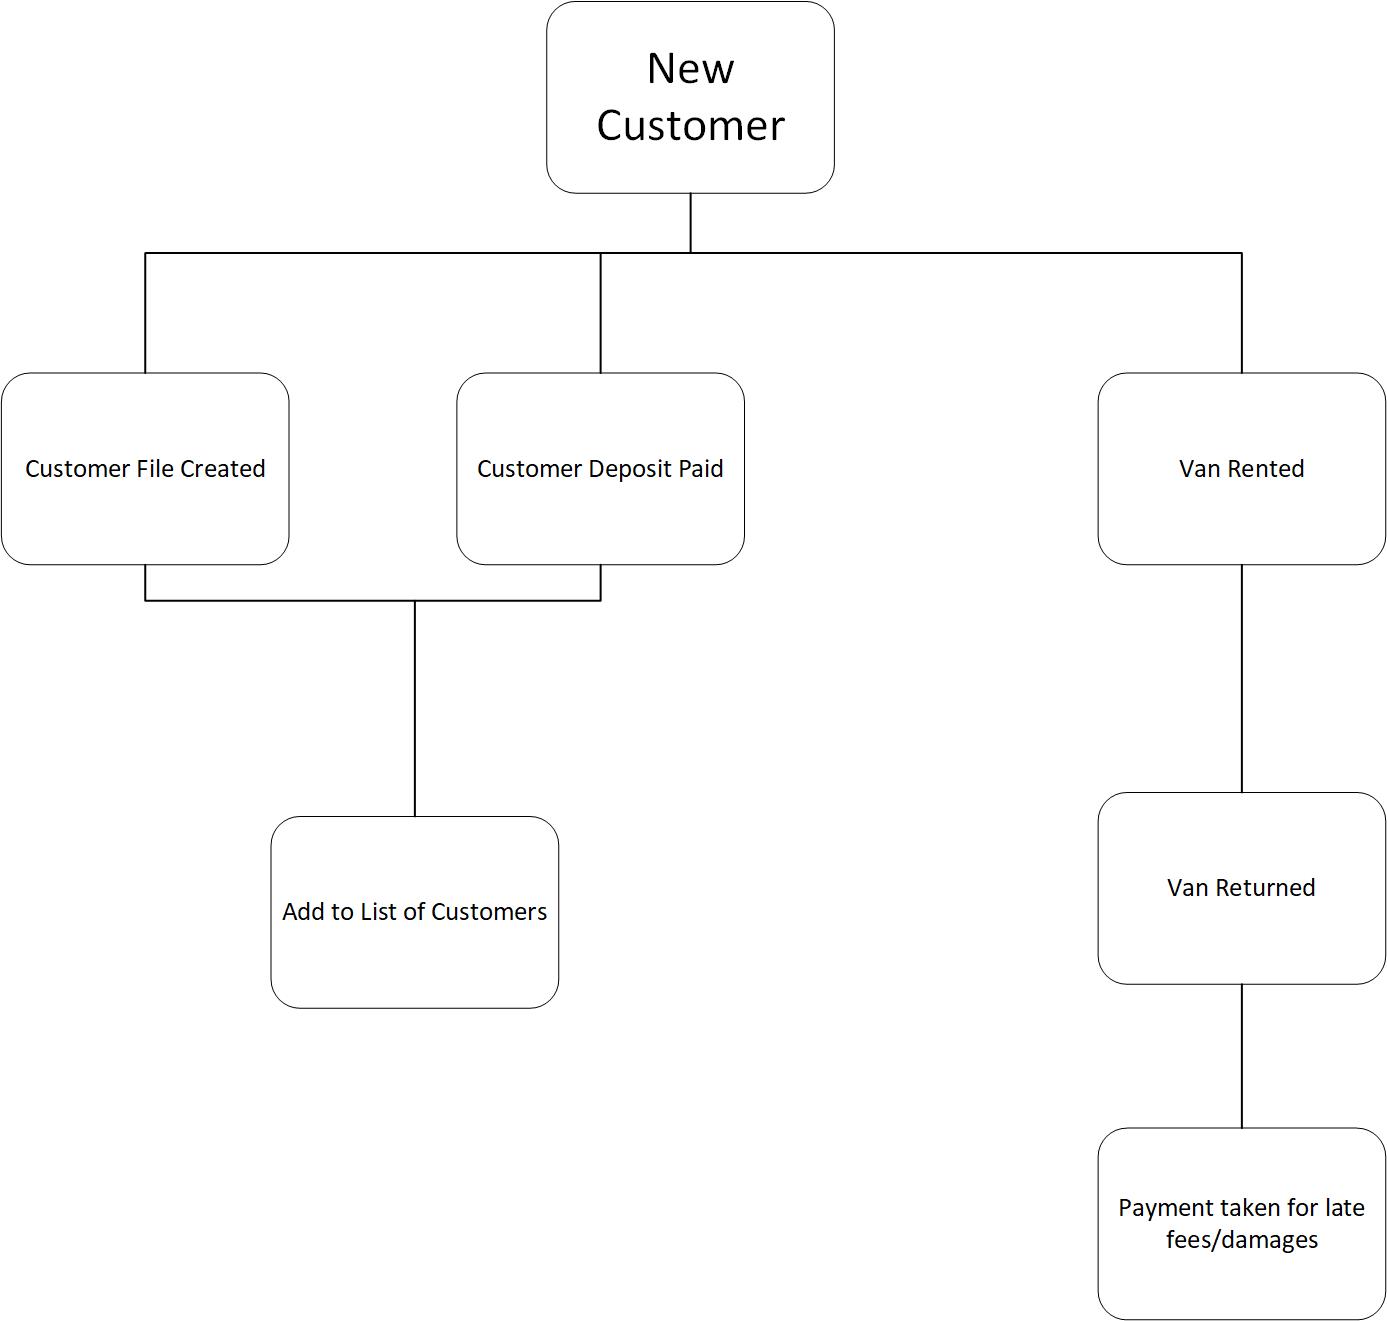 New
Customer
Customer File Created
Customer Deposit Paid
Van Rented
Add to List of Customers
Van Returned
Payment taken for late
fees/damages